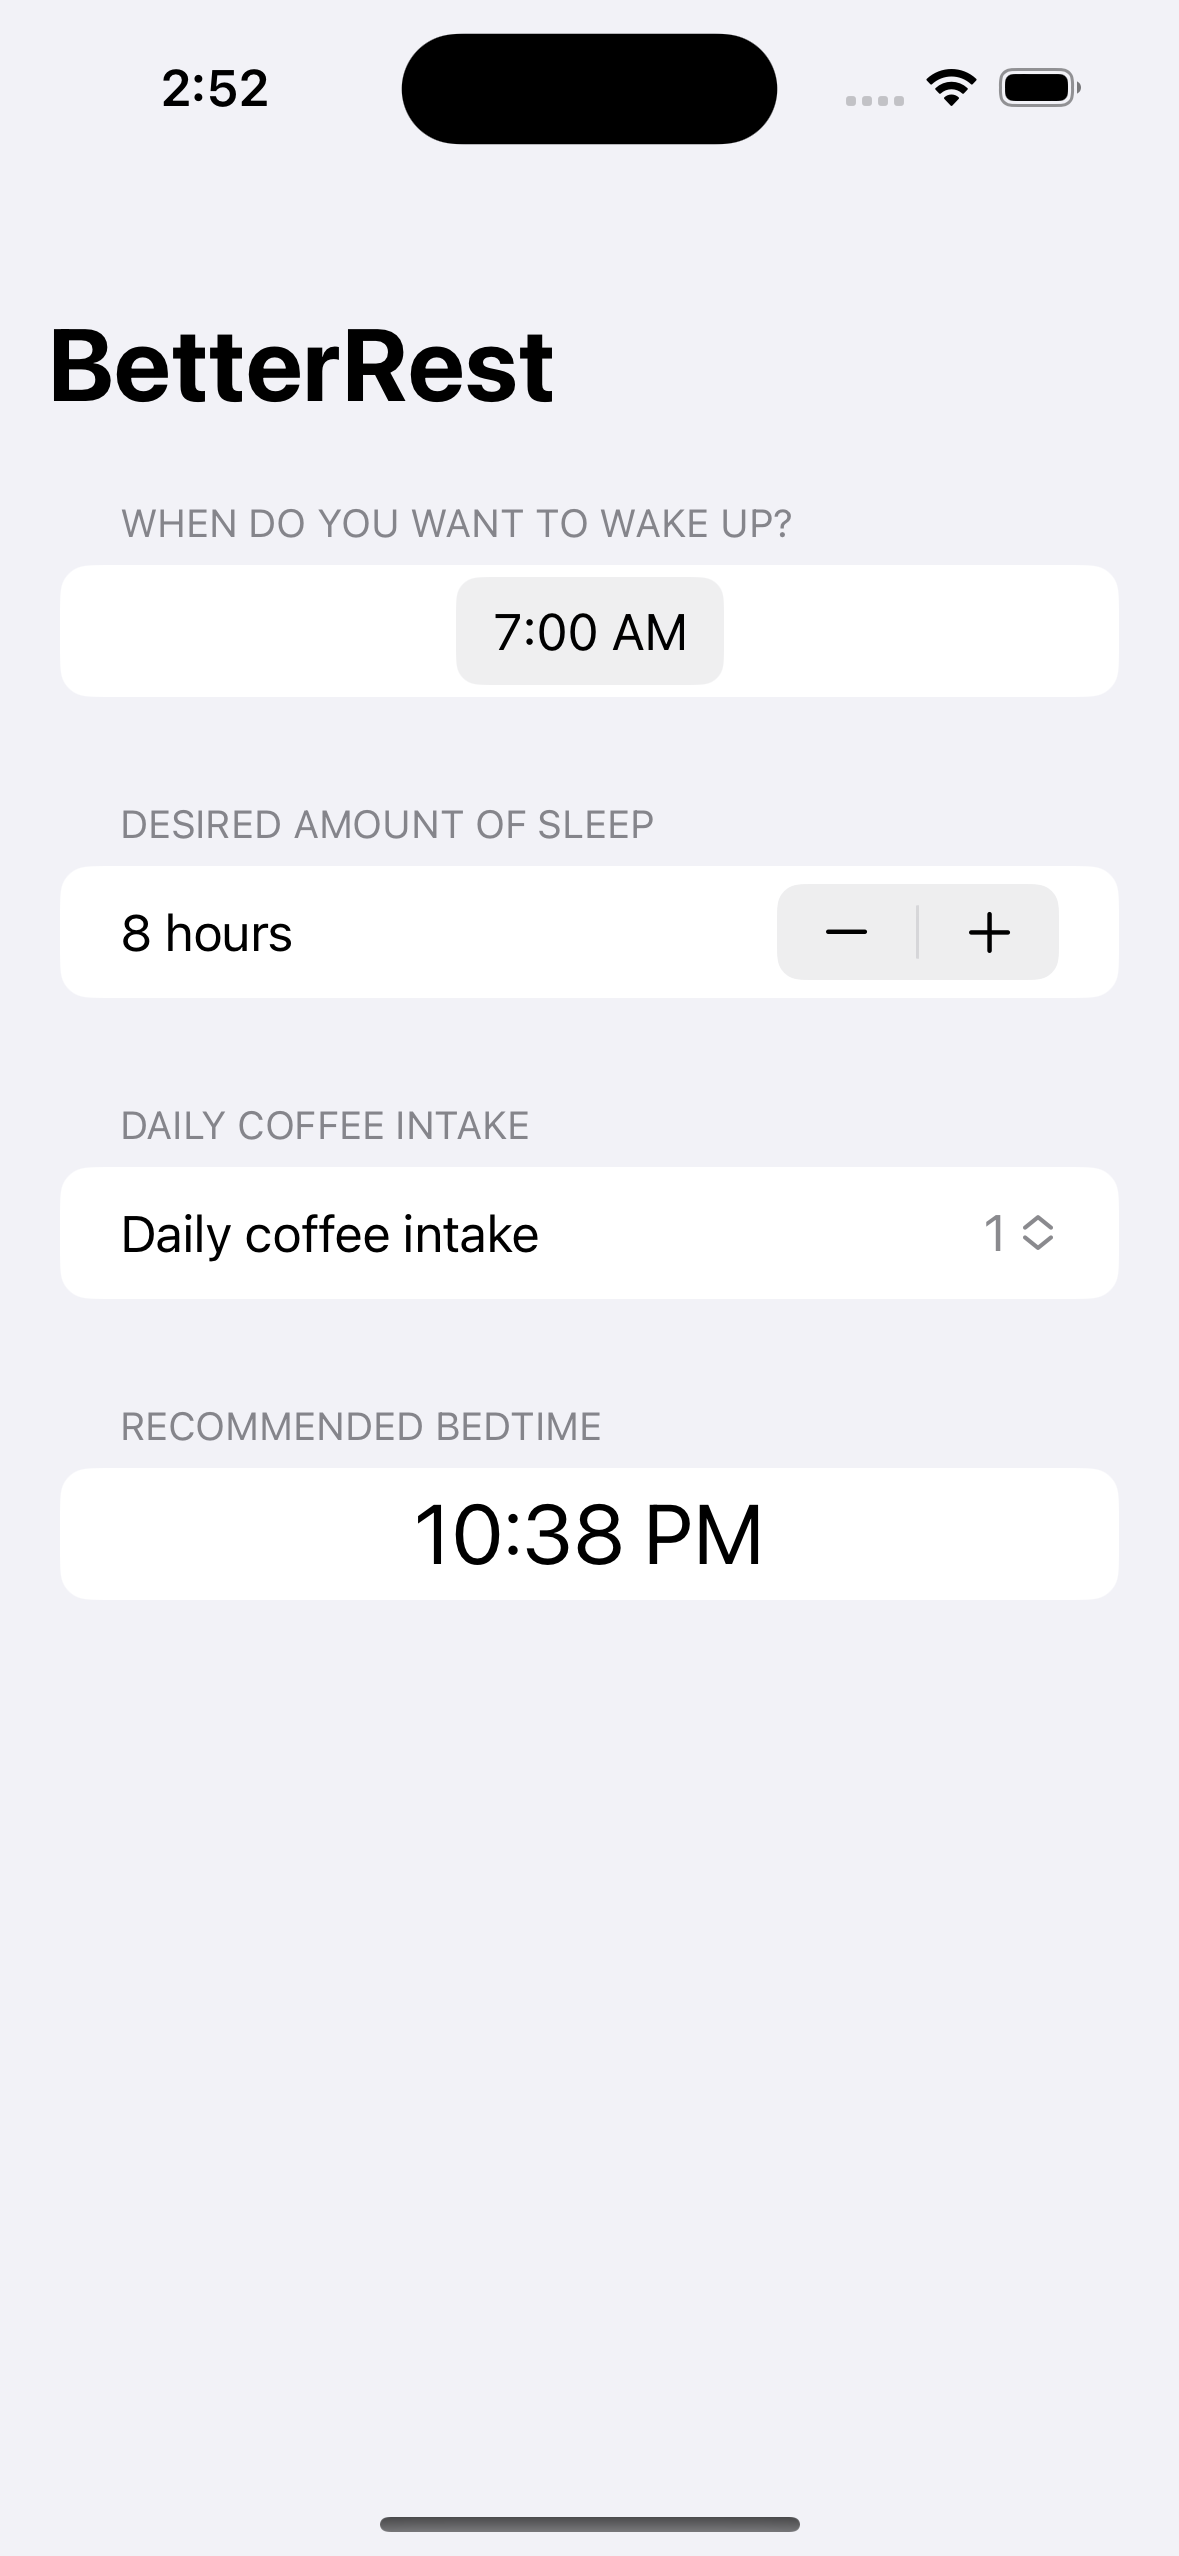 2:52
BetterRest
WHEN DO YOU WANT TO WAKE UP?
7:00 AM
DESIRED AMOUNT OF SLEEP
8 hours
DAILY COFFEE INTAKE
Daily coffee intake 1
RECOMMENDED BEDTIME
10:38 PM